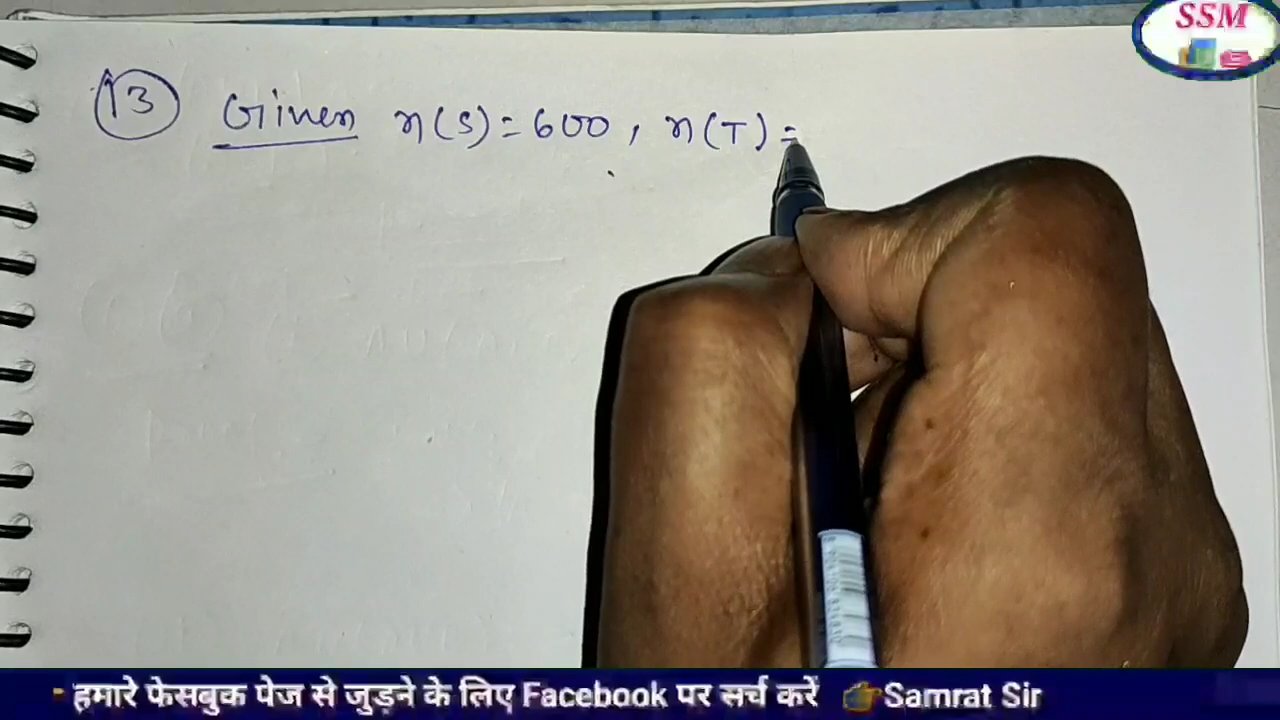 SSM
13 Given n(S)=600, n(T)=
हमारे फेसबुक पेज से जुड़ने के लिए Facebook पर सर्च करें 👉Samrat Sir